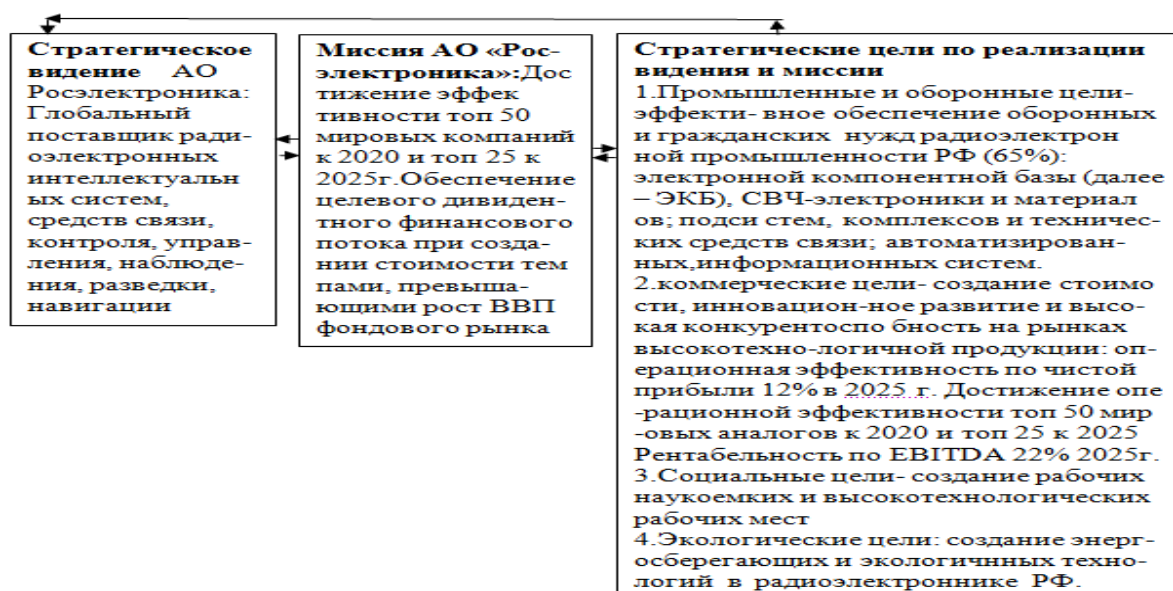 Стратегическое
видение АО
Росэлектроника:
Глобальный
поставщик ради-
оэлектронных
интеллектуальн
ых систем,
средств связи,
контроля, управ-
ления, наблюде-
ния, разведки,
навигации
Миссия АО «Рос-
электроника»:Дос
тижение эффек
тивности топ 50
мировых компаний
к 2020 и топ 25 к
2025г.Обеспечение
целевого дивиден-
тного финансового
потока при созда-
нии стоимости тем
пами, превыша-
ющими рост ВВП
фондового рынка
Стратегические цели по реализации
видения и миссии
1.Промышленные и оборонные цели-
эффекти- вное обеспечение оборонных
и гражданских нужд радиоэлектрон
ной промышленности РФ (65%):
электронной компонентной базы (далее
– ЭКБ), СВЧ-электроники и материал
ов; подси стем, комплексов и техничес-
ких средств связи; автоматизирован-
ных,информационных систем.
2.коммерческие цели- создание стоимо
сти, инновацион-ное развитие и высо-
кая конкурентоспо бность на рынках
высокотехно-логичной продукции: оп-
ерационная эффективность по чистой
прибыли 12% в 2025 г. Достижение опе
-рационной эффективности топ 50 мир
-овых аналогов к 2020 и топ 25 к 2025
Рентабельность по EBITDA 22% 2025г.
3.Социальные цели- создание рабочих
наукоемких и высокотехнологических
рабочих мест
4.Экологические цели: создание энерг-
осберегающих и экологичнных техно-
логий в радиоэлектроннике РФ.